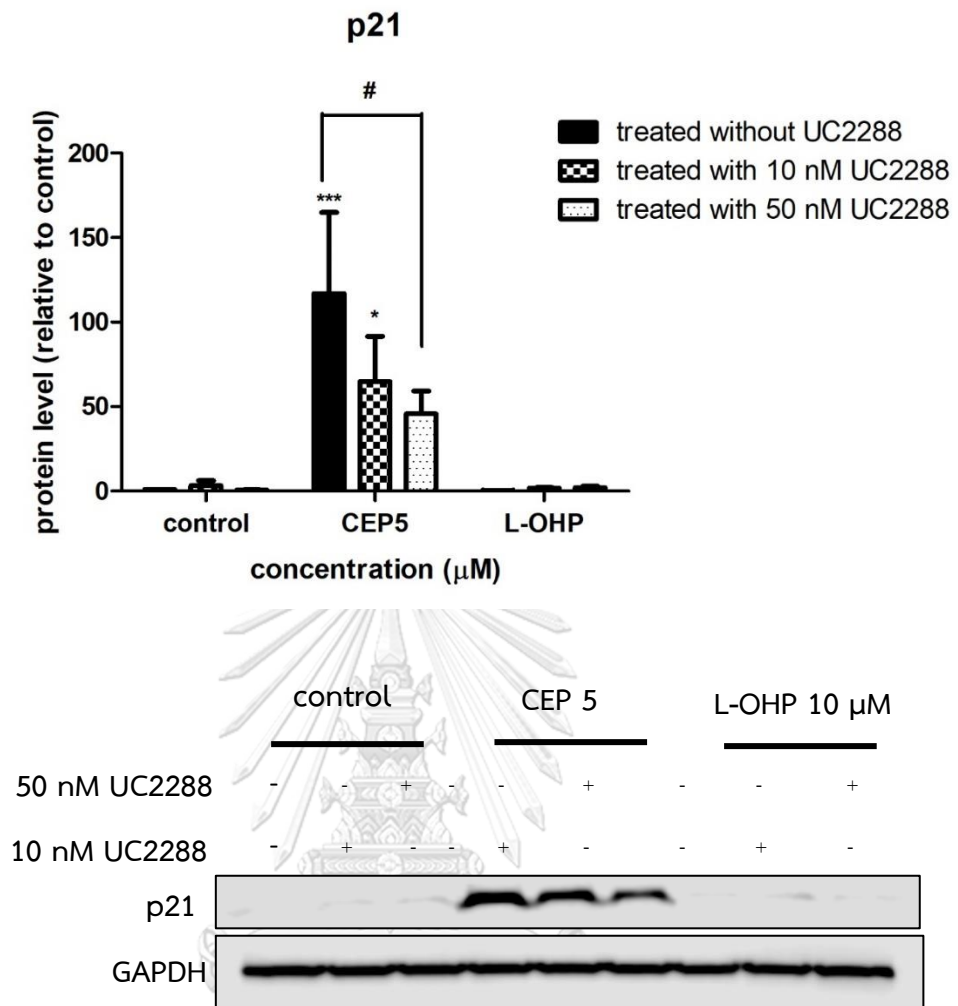 p21
#
200
150
100
50
0
***
*
protein level (relative to control)
treated without UC2288
treated with 10 nM UC2288
treated with 50 nM UC2288
control CEP5 L-OHP
concentration (μM)
control CEP 5 L-OHP 10 μM
50 nM UC2288 - - + - - + - - +
10 nM UC2288 - + - - + - - + -
p21
GAPDH